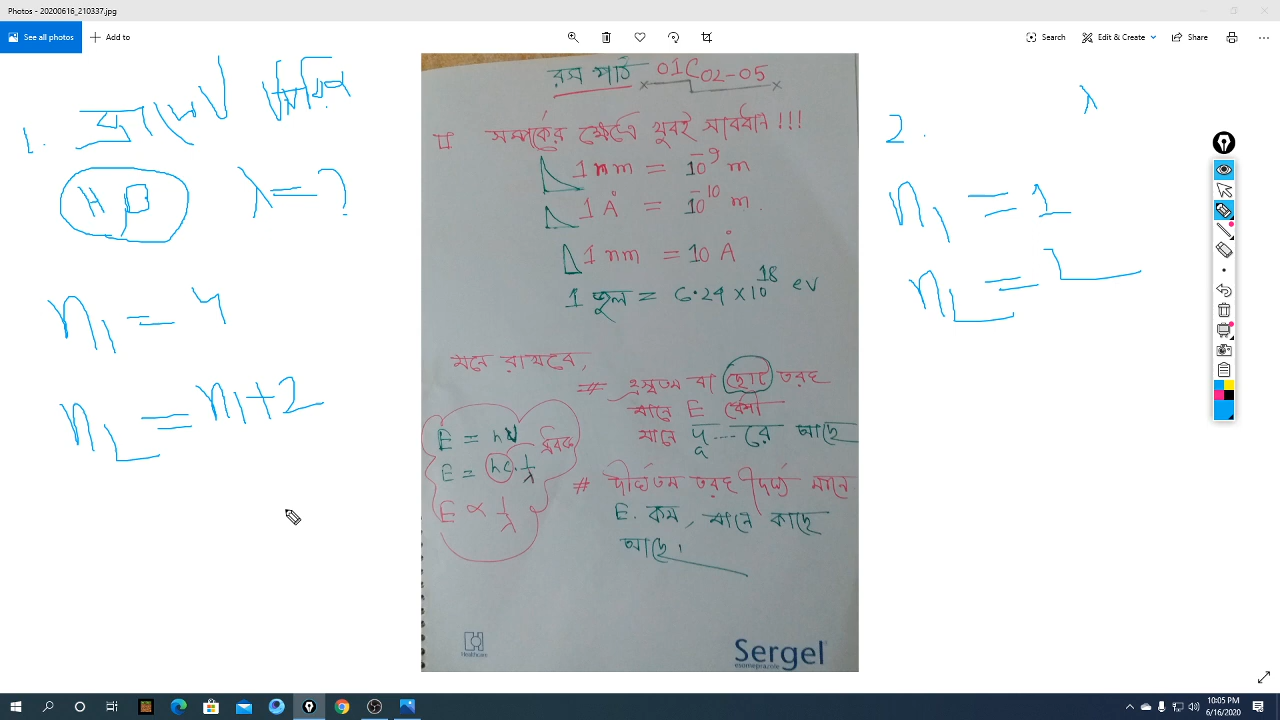 Photos - 20200616_210337.jpg
See all photos
Add to
Search
Edit & Create
Share
1.
λ = ?
n1 = 4
n2 = n1+2
রস পাঠ 01C02-05
সম্পর্কের ক্ষেত্রে খুবই সাবধান!!!
1 nm = 10⁻⁹ m
1 Å = 10⁻¹⁰ m.
1 nm = 10 Å
1 জুল = 6.24 × 10¹⁸ eV
মনে রাখবে,
# হ্রস্বতম বা ছোট তরঙ্গ
মানে E বেশী
মানে দূ....রে আছে
E = hν
E = hc. 1/λ
ধ্রুবক
E ∝ 1/λ
# দীর্ঘতম তরঙ্গ দৈর্ঘ্য মানে
E. কম, মানে কাছে
আছে।
Healthcare
Sergel
esomeprazole
2.
λ
n1 = 1
n2 =
10:05 PM
6/16/2020